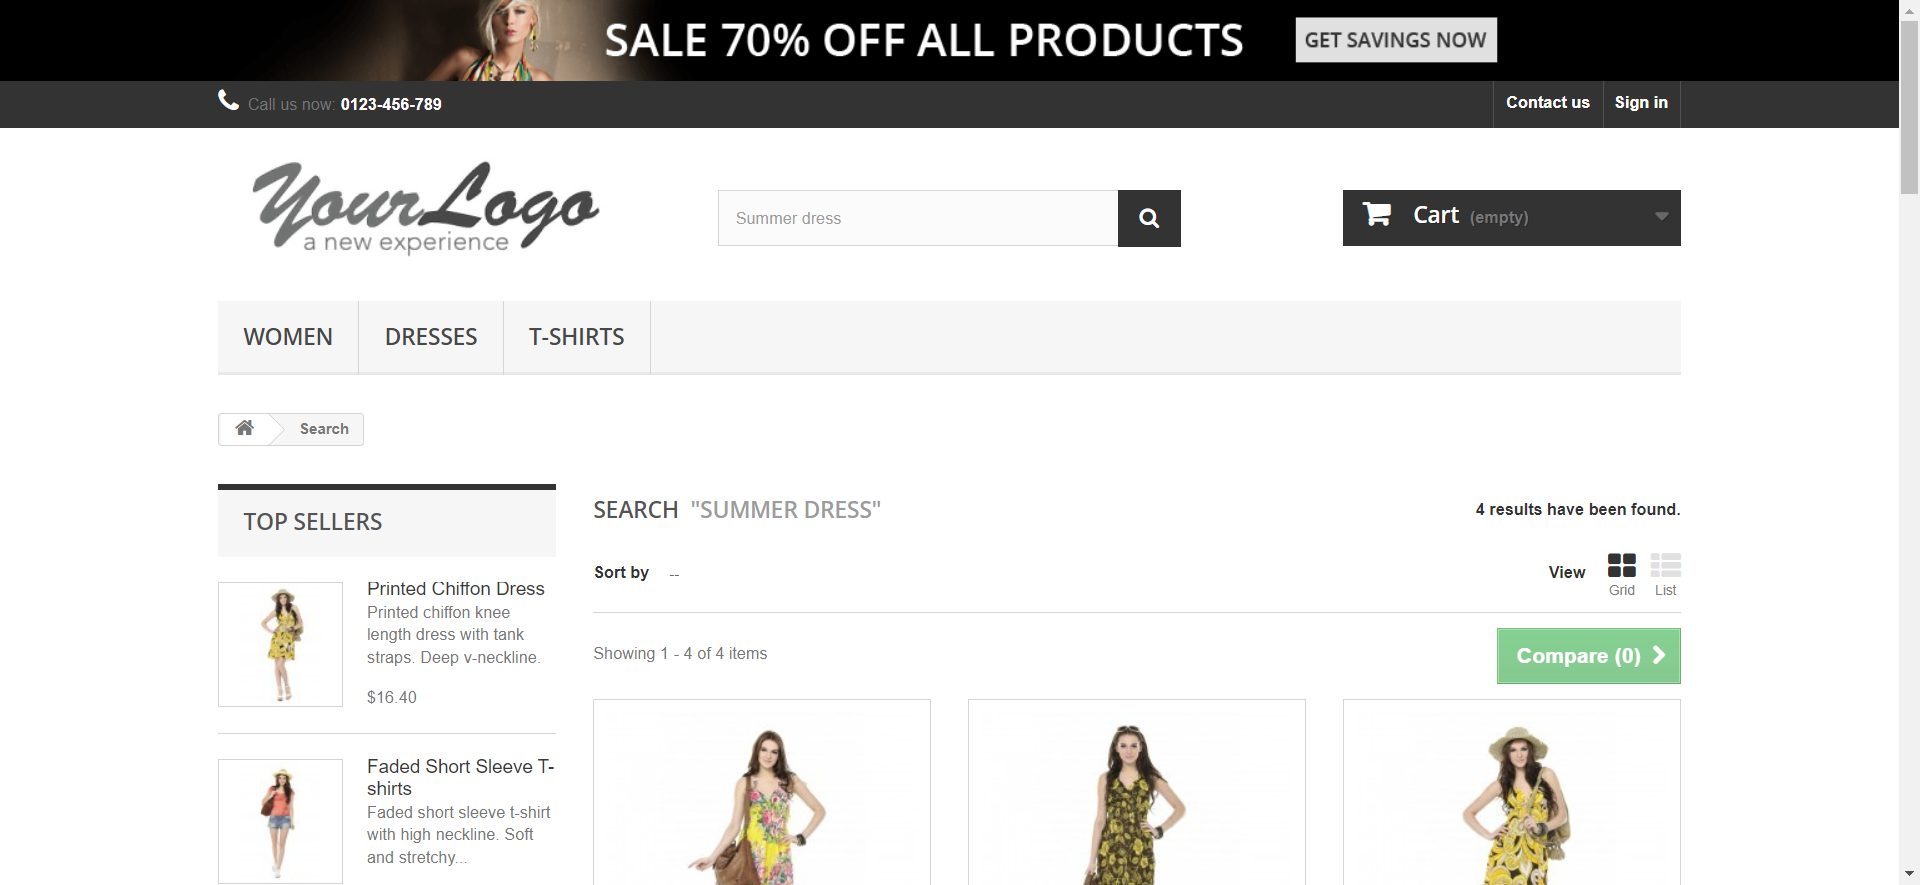 SALE 70% OFF ALL PRODUCTS
GET SAVINGS NOW
Call us now: 0123-456-789
Contact us
Sign in
YourLogo
a new experience
Summer dress
Cart (empty)
WOMEN
DRESSES
T-SHIRTS
Search
TOP SELLERS
Printed Chiffon Dress
Printed chiffon knee
length dress with tank
straps. Deep v-neckline.
$16.40
Faded Short Sleeve T-
shirts
Faded short sleeve t-shirt
with high neckline. Soft
and stretchy...
SEARCH "SUMMER DRESS"
4 results have been found.
Sort by --
View
Grid
List
Showing 1 - 4 of 4 items
Compare (0)